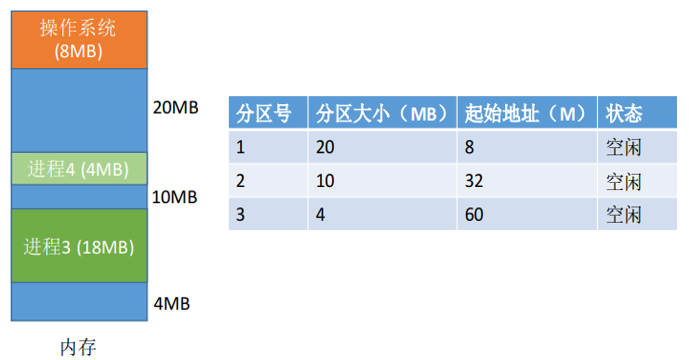 操作系统
(8MB)
20MB
进程4 (4MB)
10MB
进程3 (18MB)
4MB
内存
分区号 分区大小（MB） 起始地址（M） 状态
1 20 8 空闲
2 10 32 空闲
3 4 60 空闲